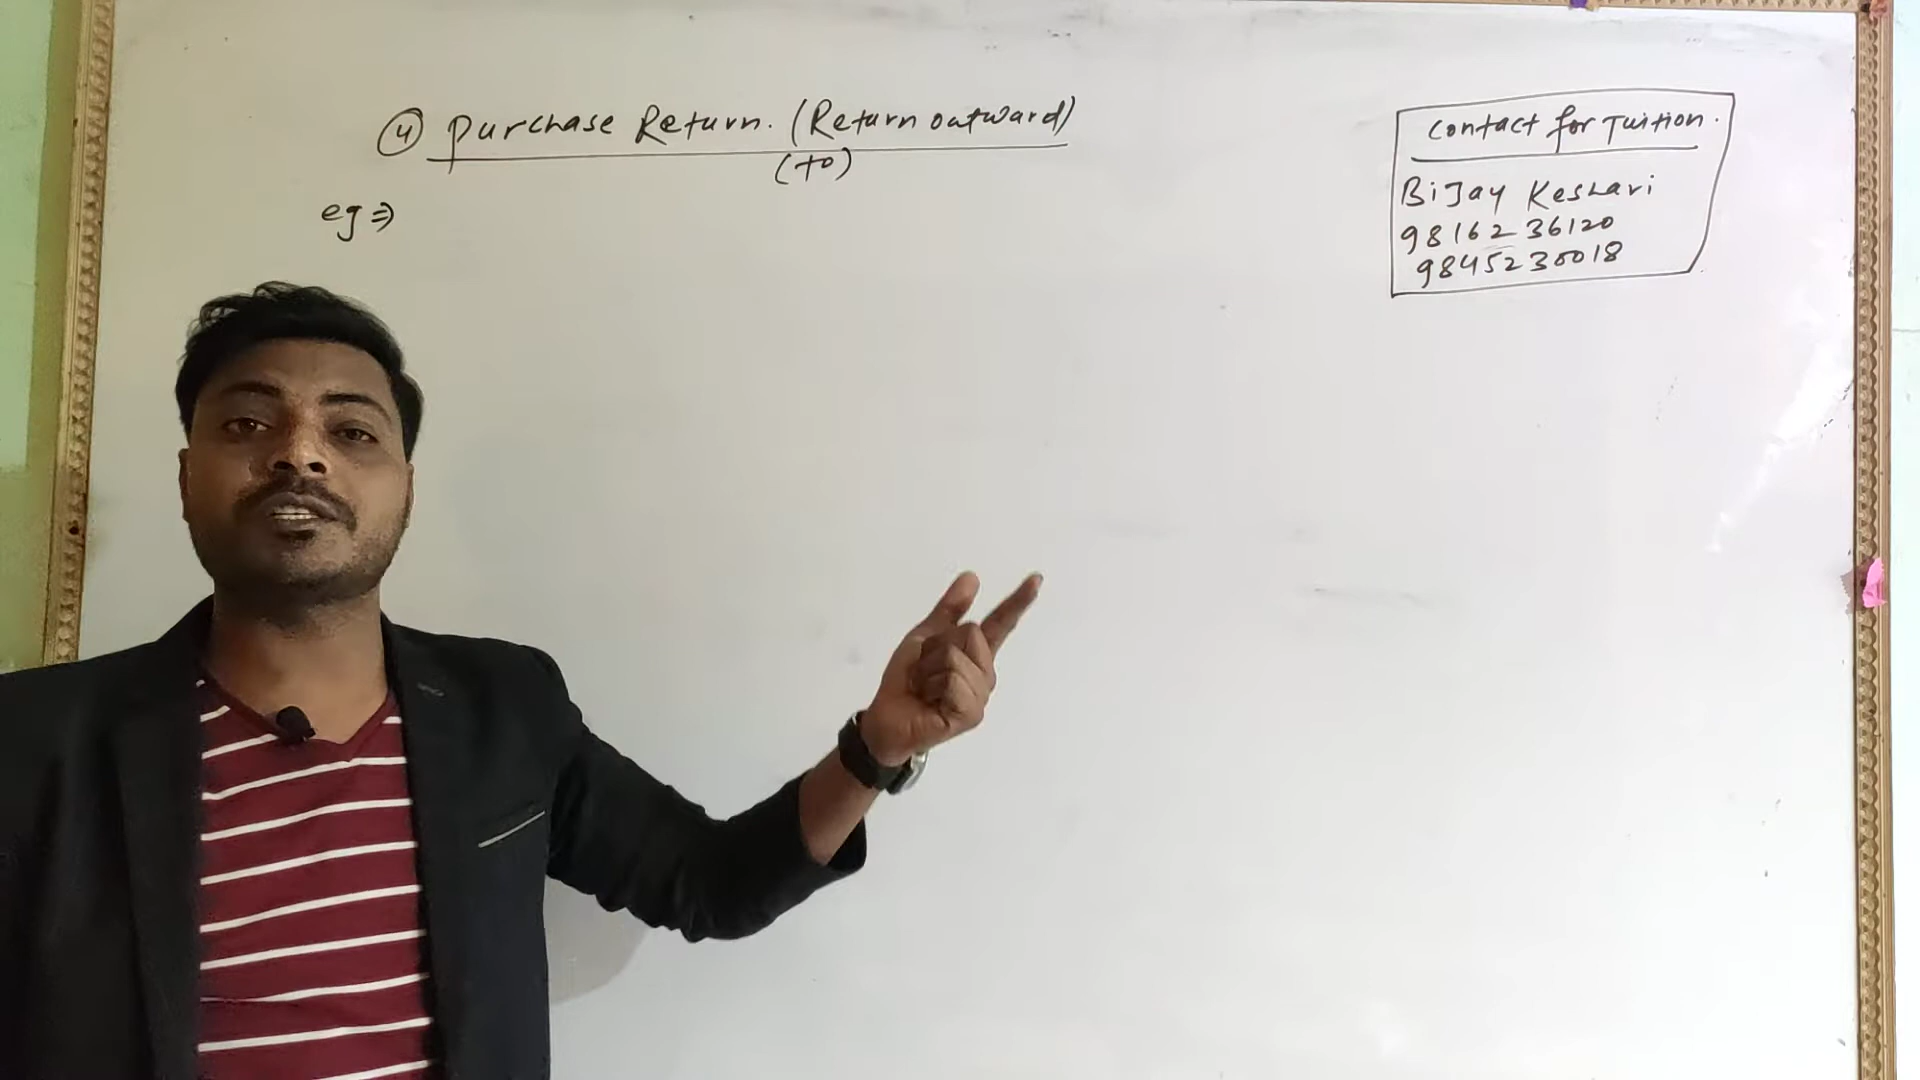 ④ Purchase Return. (Return outward)
(to)
eg ⇒
Contact for Tuition.
BiJay Keshari
9816236120
9845230018